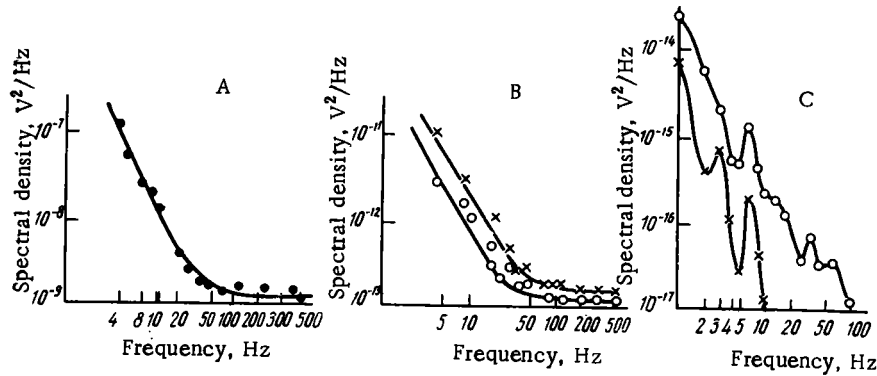 A
Spectral density, V²/Hz
10⁻⁷
10⁻⁸
10⁻⁹
4 8 10 20 50 100 200 300 500
Frequency, Hz
B
Spectral density, V²/Hz
10⁻¹¹
10⁻¹²
10⁻¹³
5 10 50 100 200 500
Frequency, Hz
C
Spectral density, V²/Hz
10⁻¹⁴
10⁻¹⁵
10⁻¹⁶
10⁻¹⁷
2 3 4 5 10 20 50 100
Frequency, Hz